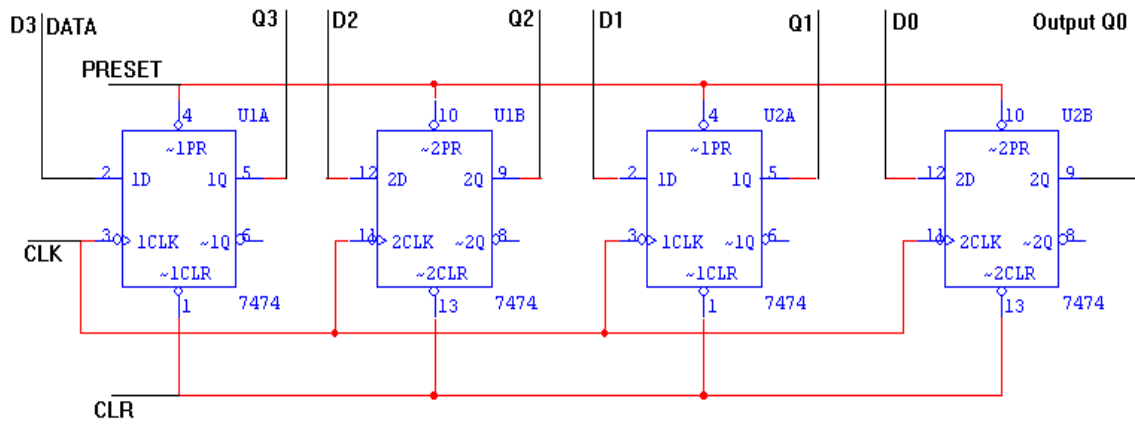 D3 DATA Q3 D2 Q2 D1 Q1 D0 Output Q0
PRESET
4 U1A 10 U1B 4 U2A 10 U2B
~1PR ~2PR ~1PR ~2PR
2 1D 1Q 5 12 2D 2Q 9 2 1D 1Q 5 12 2D 2Q 9
3 1CLK ~1Q 6 11 2CLK ~2Q 8 3 1CLK ~1Q 6 11 2CLK ~2Q 8
CLK
~1CLR ~2CLR ~1CLR ~2CLR
1 7474 13 7474 1 7474 13 7474
CLR